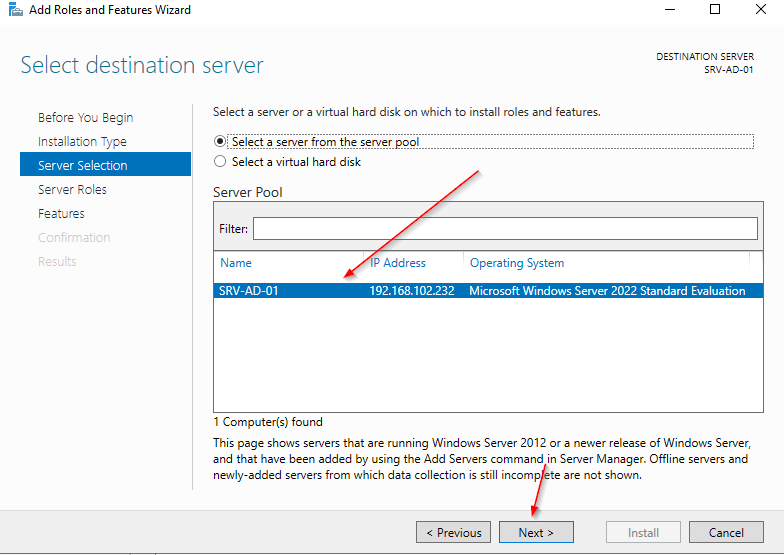 Add Roles and Features Wizard
Select destination server
DESTINATION SERVER
SRV-AD-01
Before You Begin
Installation Type
Server Selection
Server Roles
Features
Confirmation
Results
Select a server or a virtual hard disk on which to install roles and features.
Select a server from the server pool
Select a virtual hard disk
Server Pool
Filter:
Name IP Address Operating System
SRV-AD-01 192.168.102.232 Microsoft Windows Server 2022 Standard Evaluation
1 Computer(s) found
This page shows servers that are running Windows Server 2012 or a newer release of Windows Server,
and that have been added by using the Add Servers command in Server Manager. Offline servers and
newly-added servers from which data collection is still incomplete are not shown.
< Previous Next > Install Cancel